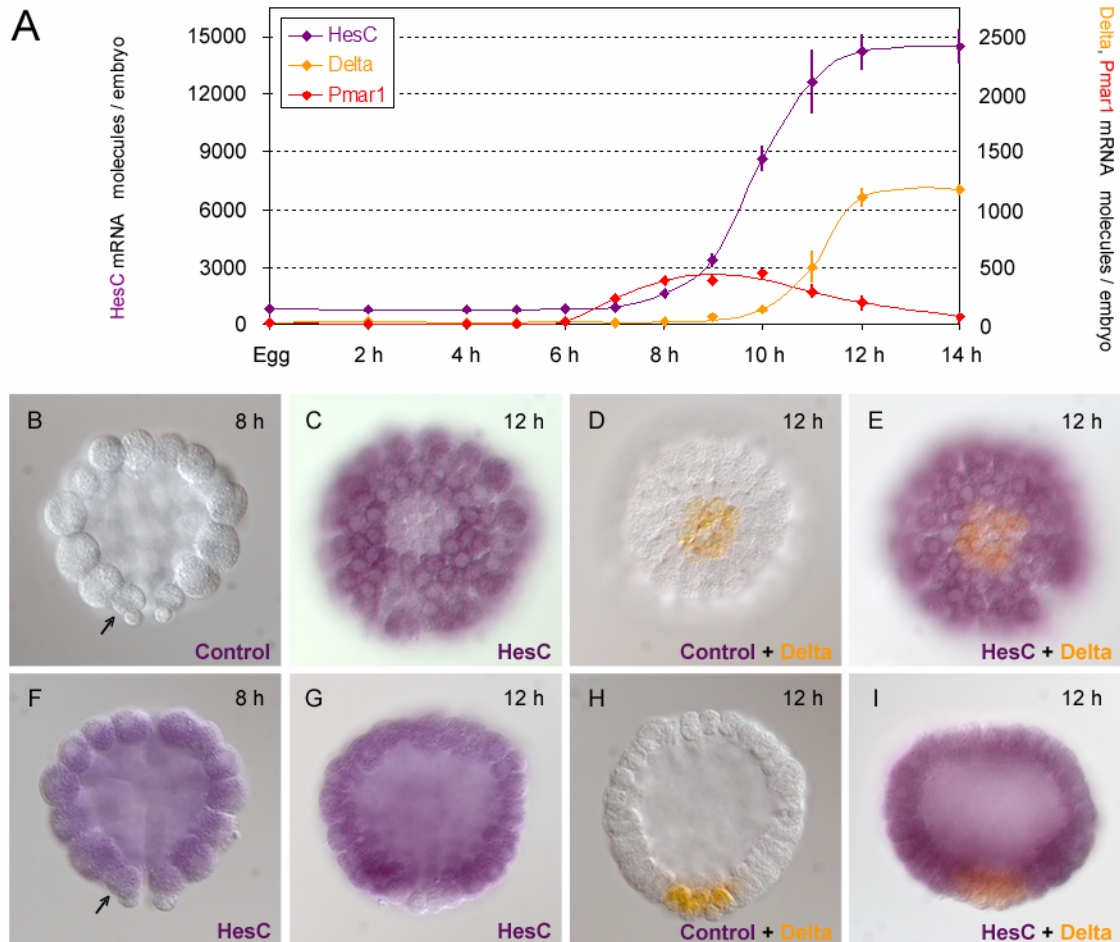 A
HesC
Delta
Pmar1
HesC mRNA molecules / embryo
15000
12000
9000
6000
3000
0
2500
2000
1500
1000
500
0
Delta, Pmar1 mRNA molecules / embryo
Egg 2 h 4 h 6 h 8 h 10 h 12 h 14 h
B 8 h
Control
C 12 h
HesC
D 12 h
Control + Delta
E 12 h
HesC + Delta
F 8 h
HesC
G 12 h
HesC
H 12 h
Control + Delta
I 12 h
HesC + Delta